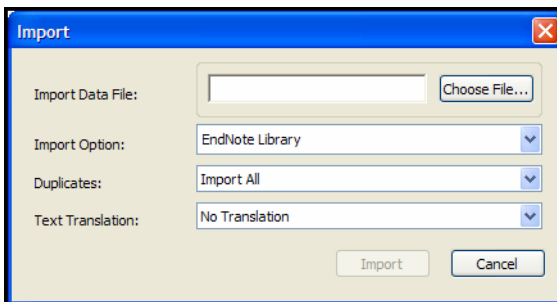 Import
Import Data File:
Choose File...
Import Option:
EndNote Library
Duplicates:
Import All
Text Translation:
No Translation
Import
Cancel